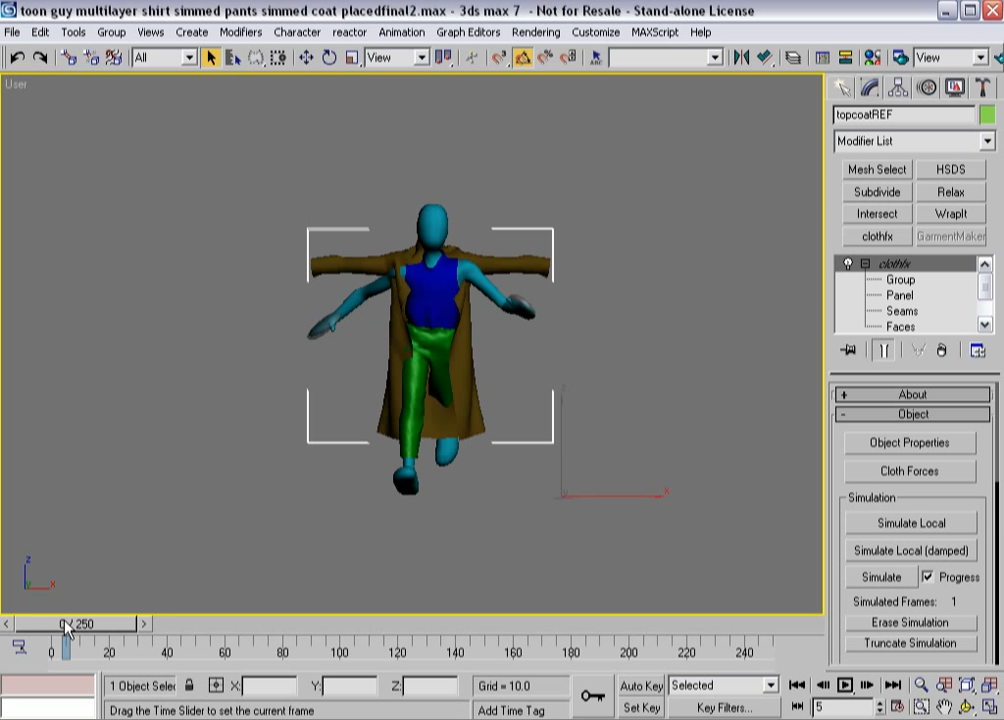 toon guy multilayer shirt simmed pants simmed coat placedfinal2.max - 3ds max 7 - Not for Resale - Stand-alone License
File Edit Tools Group Views Create Modifiers Character reactor Animation Graph Editors Rendering Customize MAXScript Help
All View View
User
topcoatREF
Modifier List
Mesh Select HSDS
Subdivide Relax
Intersect WrapIt
clothfx GarmentMaker
clothfx
Group
Panel
Seams
Faces
+ About
- Object
Object Properties
Cloth Forces
Simulation
Simulate Local
Simulate Local (damped)
Simulate Progress
Simulated Frames: 1
Erase Simulation
Truncate Simulation
z
x
z
x
< 0 / 250 >
0 20 40 60 80 100 120 140 160 180 200 220 240
1 Object Selec X: Y: Z: Grid = 10.0 Auto Key Selected
Drag the Time Slider to set the current frame Add Time Tag Set Key Key Filters... 5